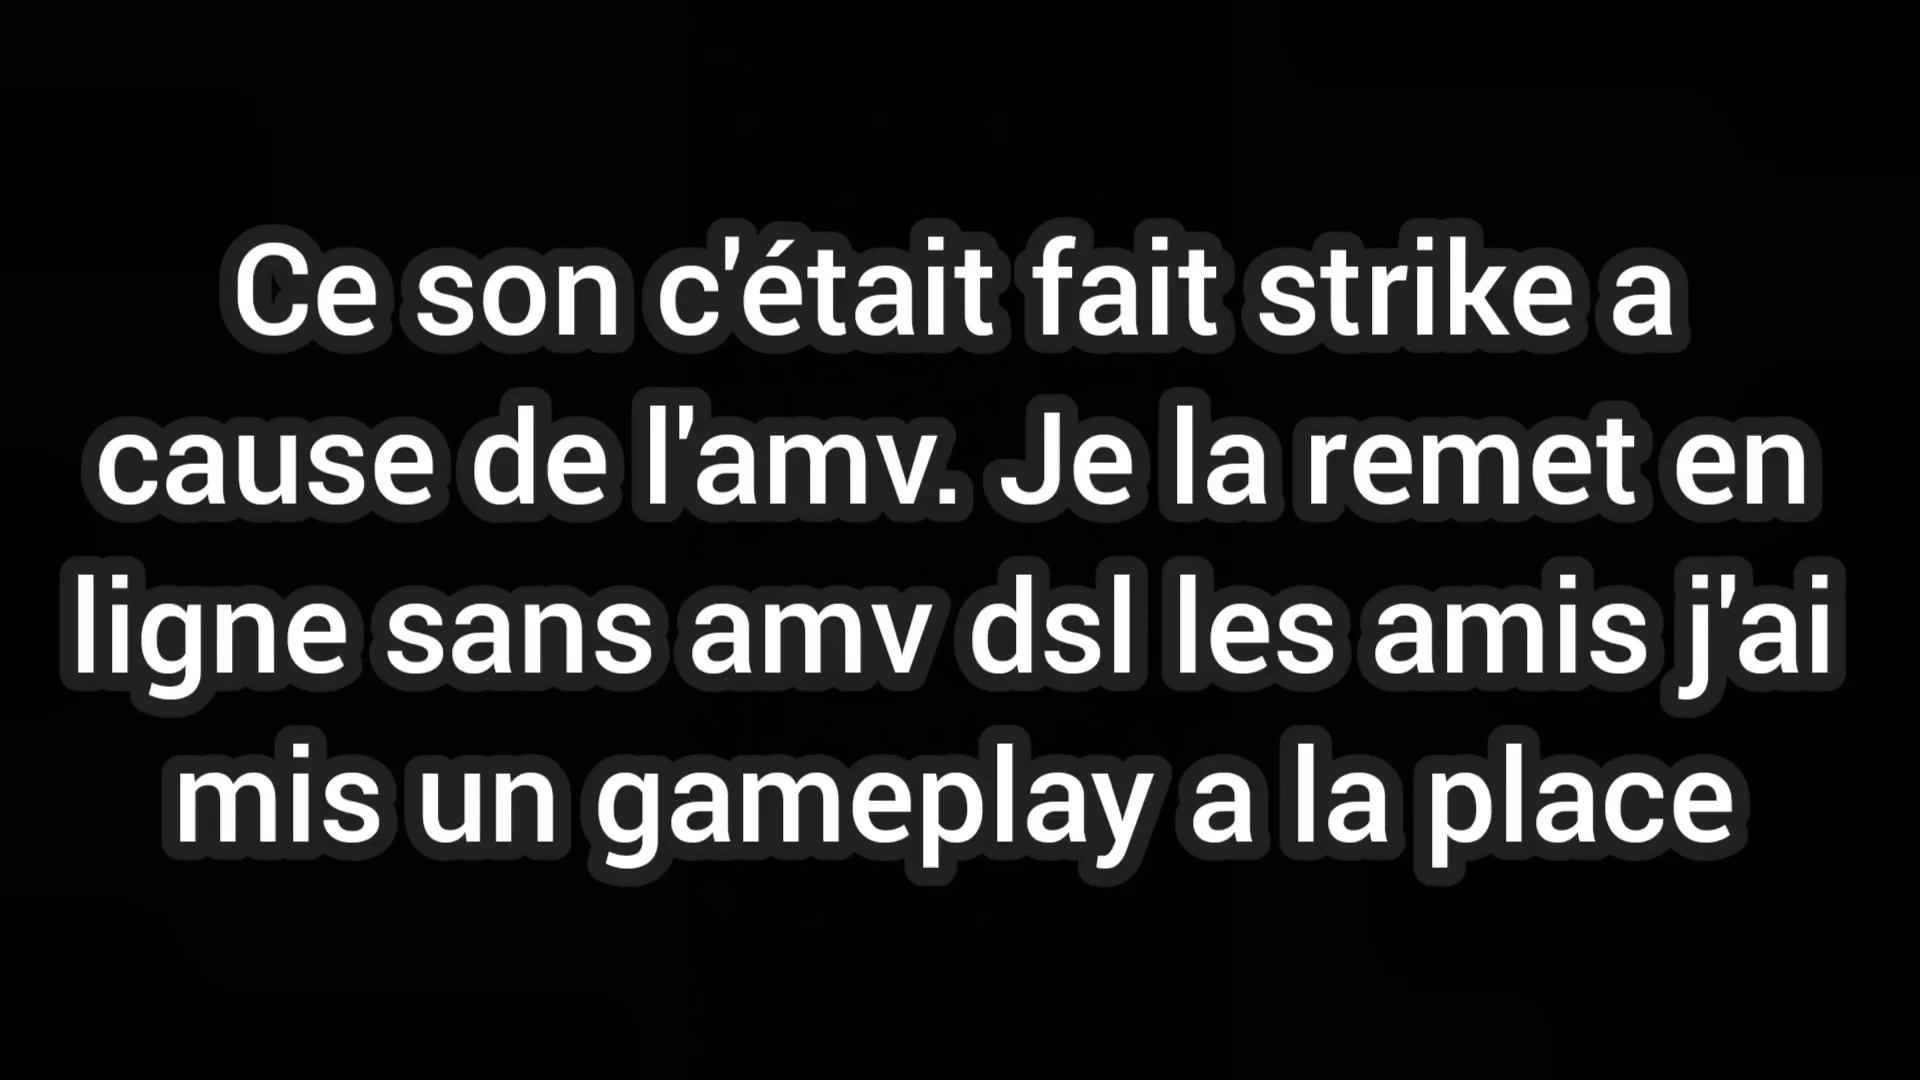 Ce son c'était fait strike a
cause de l'amv. Je la remet en
ligne sans amv dsl les amis j'ai
mis un gameplay a la place